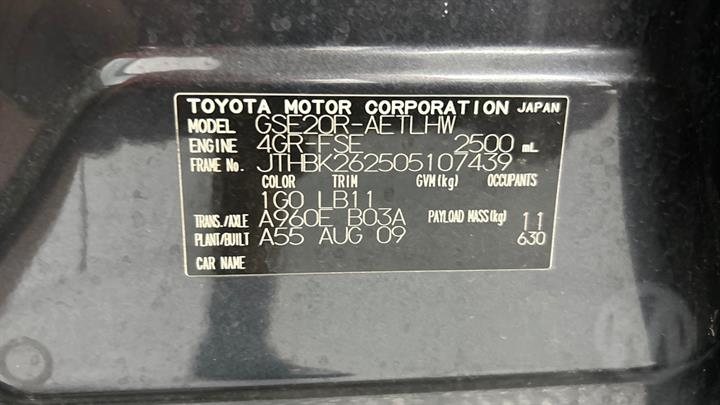 TOYOTA MOTOR CORPORATION JAPAN
MODEL GSE20R-AETLHW
ENGINE 4GR-FSE 2500 mL
FRAME No. JTHBK262505107439
COLOR TRIM GVM(kg) OCCUPANTS
1G0 LB11
TRANS./AXLE A960E B03A PAYLOAD MASS(kg) 11
PLANT/BUILT A55 AUG 09 630
CAR NAME